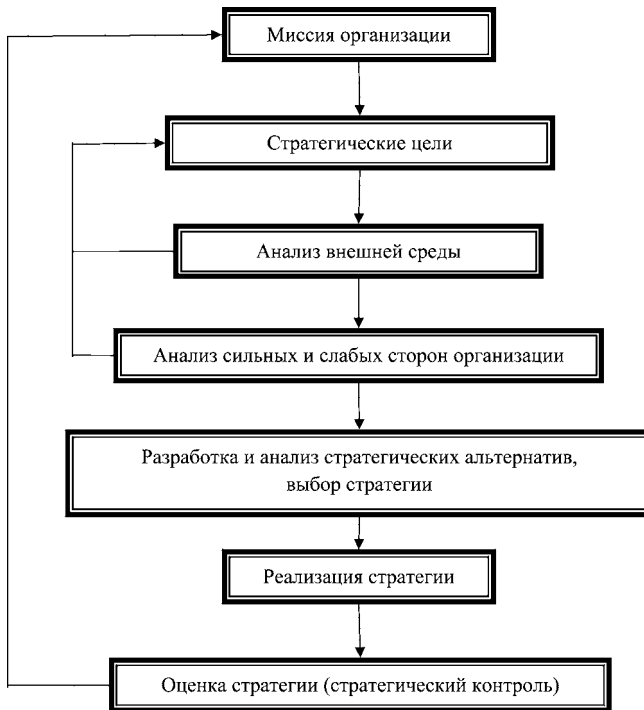 Миссия организации
Стратегические цели
Анализ внешней среды
Анализ сильных и слабых сторон организации
Разработка и анализ стратегических альтернатив,
выбор стратегии
Реализация стратегии
Оценка стратегии (стратегический контроль)